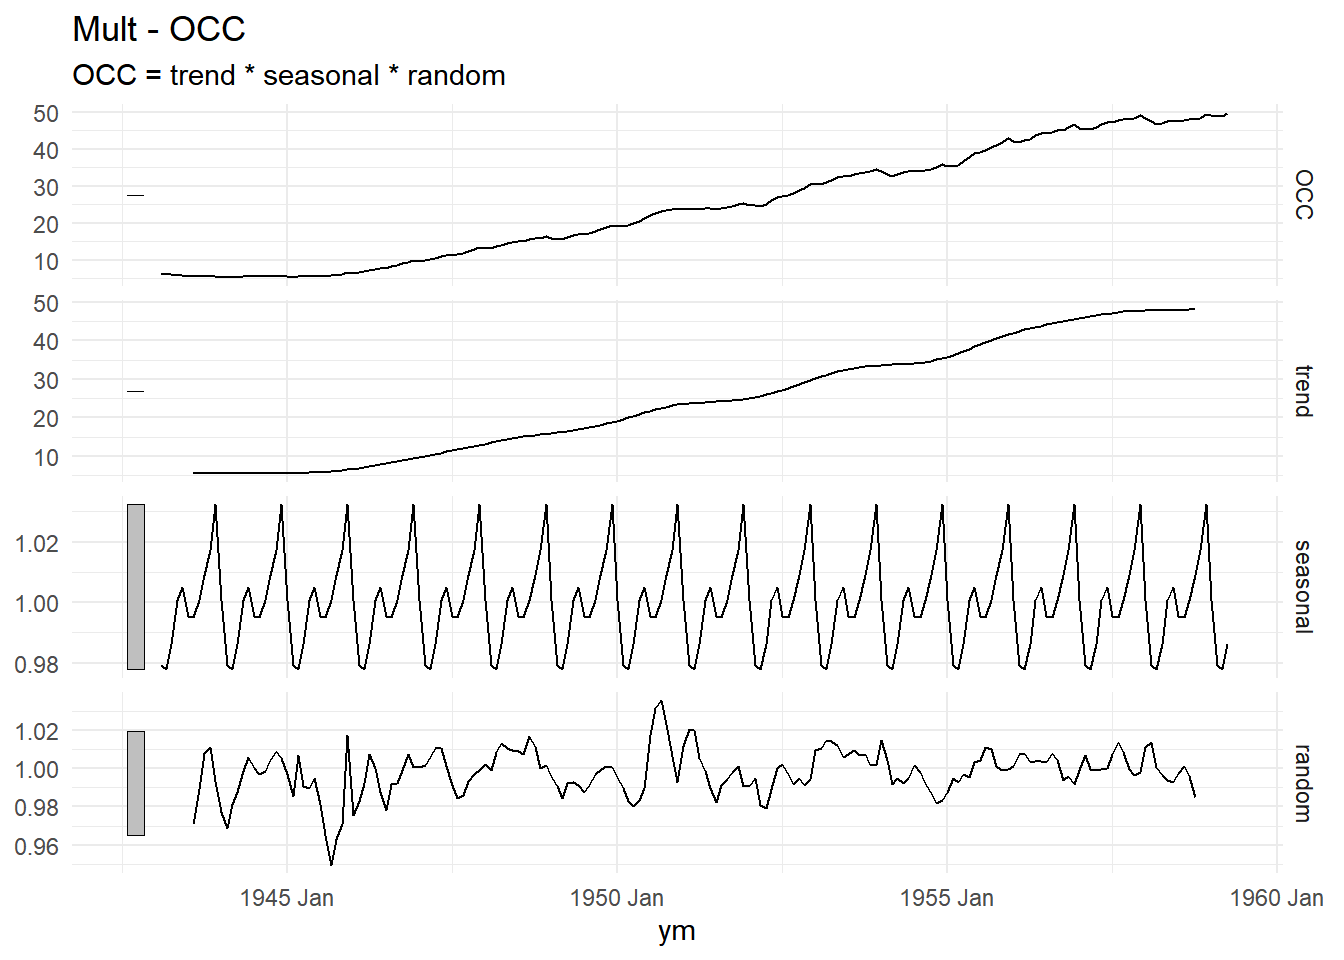 Mult - OCC
OCC = trend * seasonal * random
50
40
30
20
10
OCC
50
40
30
20
10
trend
1.02
1.00
0.98
seasonal
1.02
1.00
0.98
0.96
random
1945 Jan
1950 Jan
1955 Jan
1960 Jan
ym